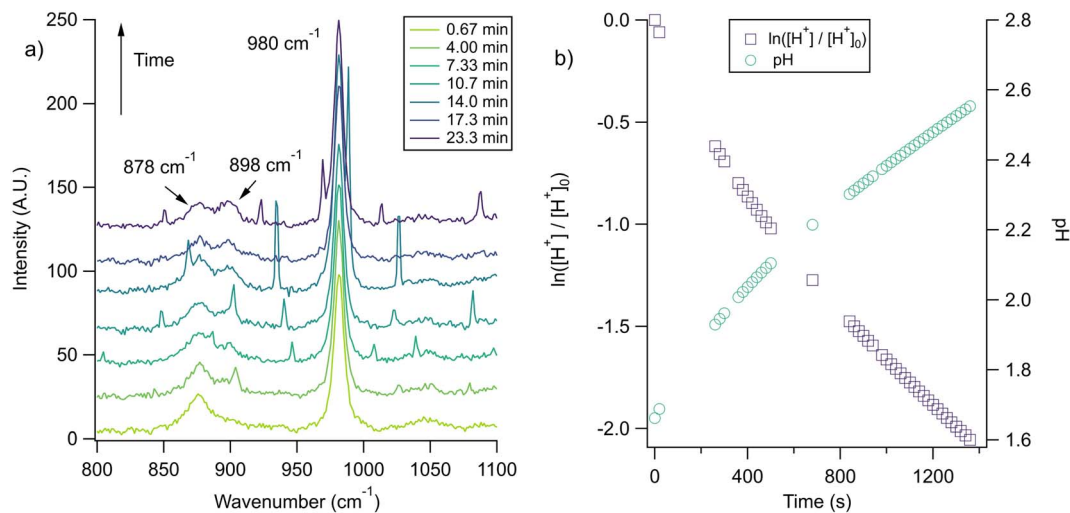 a)
Time
980 cm⁻¹
878 cm⁻¹
898 cm⁻¹
0.67 min
4.00 min
7.33 min
10.7 min
14.0 min
17.3 min
23.3 min
250
200
150
100
50
0
Intensity (A.U.)
800
850
900
950
1000
1050
1100
Wavenumber (cm⁻¹)
b)
ln([H⁺] / [H⁺]₀)
pH
0.0
-0.5
-1.0
-1.5
-2.0
ln([H⁺] / [H⁺]₀)
2.8
2.6
2.4
2.2
2.0
1.8
1.6
pH
0
400
800
1200
Time (s)